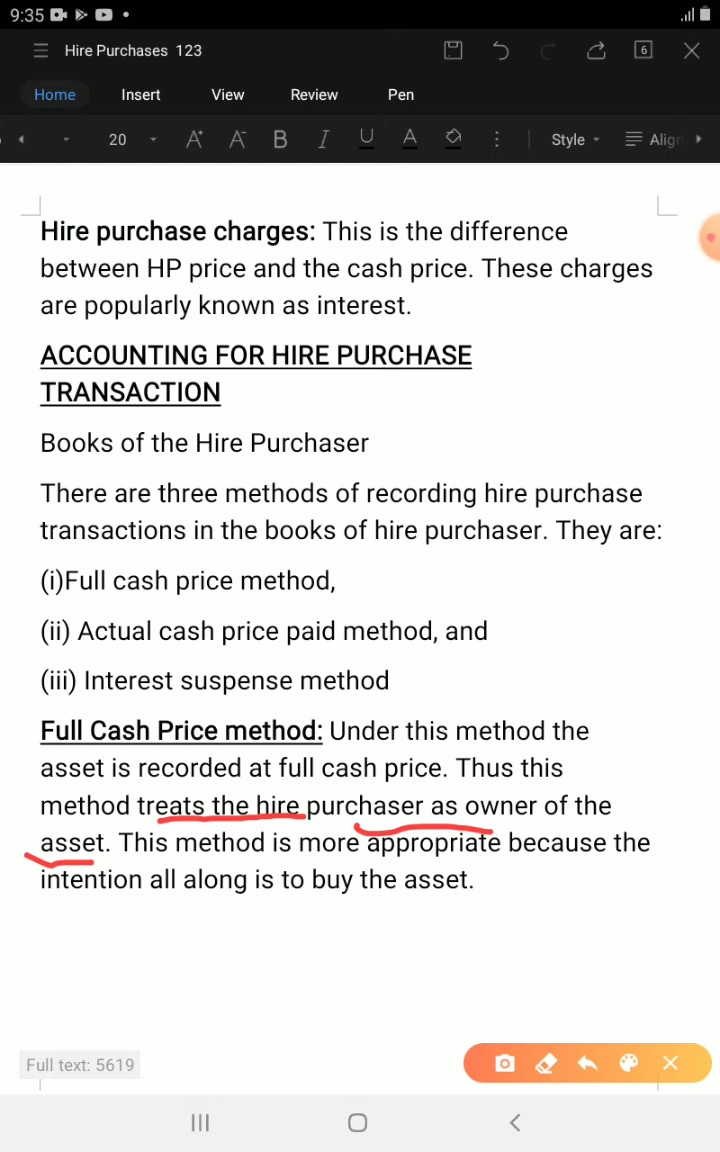 9:35
Hire Purchases 123
6
Home Insert View Review Pen
20 A+ A- B I U A Style Align
Hire purchase charges: This is the difference
between HP price and the cash price. These charges
are popularly known as interest.
ACCOUNTING FOR HIRE PURCHASE
TRANSACTION
Books of the Hire Purchaser
There are three methods of recording hire purchase
transactions in the books of hire purchaser. They are:
(i)Full cash price method,
(ii) Actual cash price paid method, and
(iii) Interest suspense method
Full Cash Price method: Under this method the
asset is recorded at full cash price. Thus this
method treats the hire purchaser as owner of the
asset. This method is more appropriate because the
intention all along is to buy the asset.
Full text: 5619